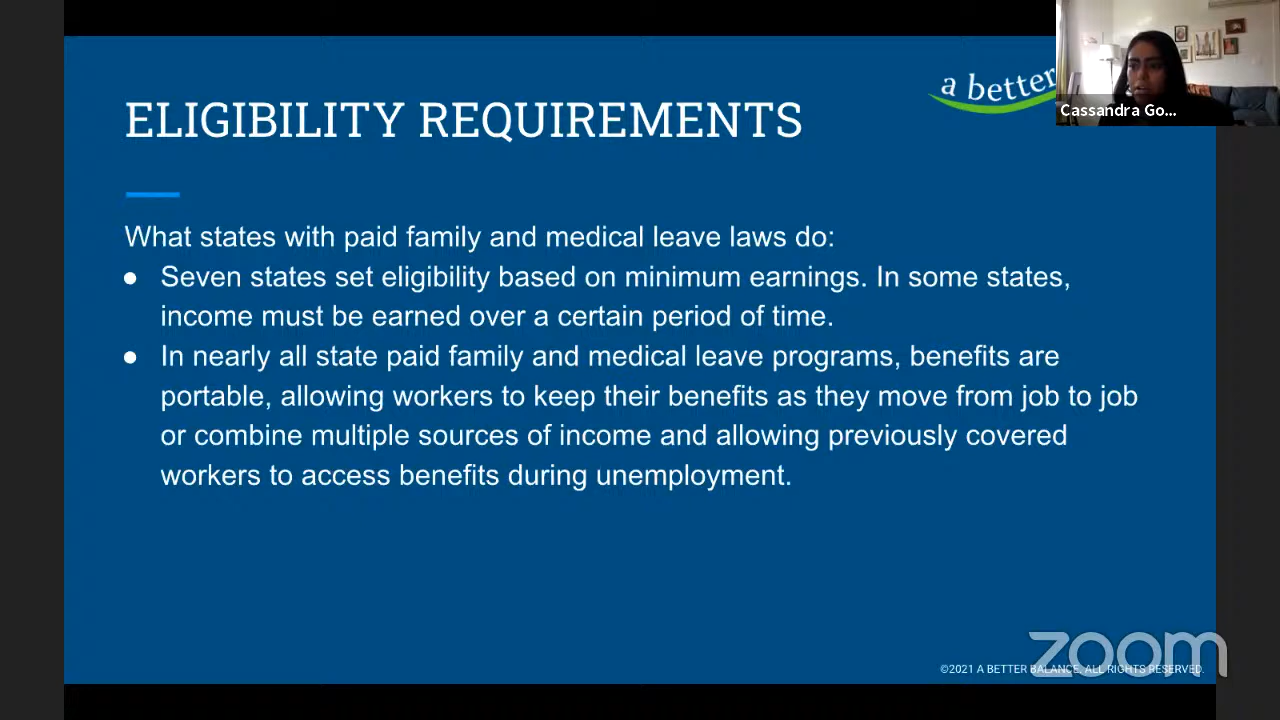 a better
Cassandra Go...
ELIGIBILITY REQUIREMENTS
What states with paid family and medical leave laws do:
● Seven states set eligibility based on minimum earnings. In some states,
income must be earned over a certain period of time.
● In nearly all state paid family and medical leave programs, benefits are
portable, allowing workers to keep their benefits as they move from job to job
or combine multiple sources of income and allowing previously covered
workers to access benefits during unemployment.
zoom
©2021 A BETTER BALANCE. ALL RIGHTS RESERVED.